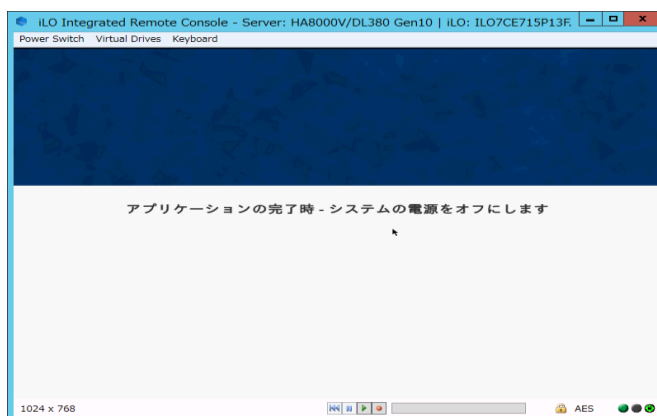 iLO Integrated Remote Console - Server: HA8000V/DL380 Gen10 | iLO: ILO7CE715P13F.
Power Switch Virtual Drives Keyboard
アプリケーションの完了時 - システムの電源をオフにします
1024 x 768
AES